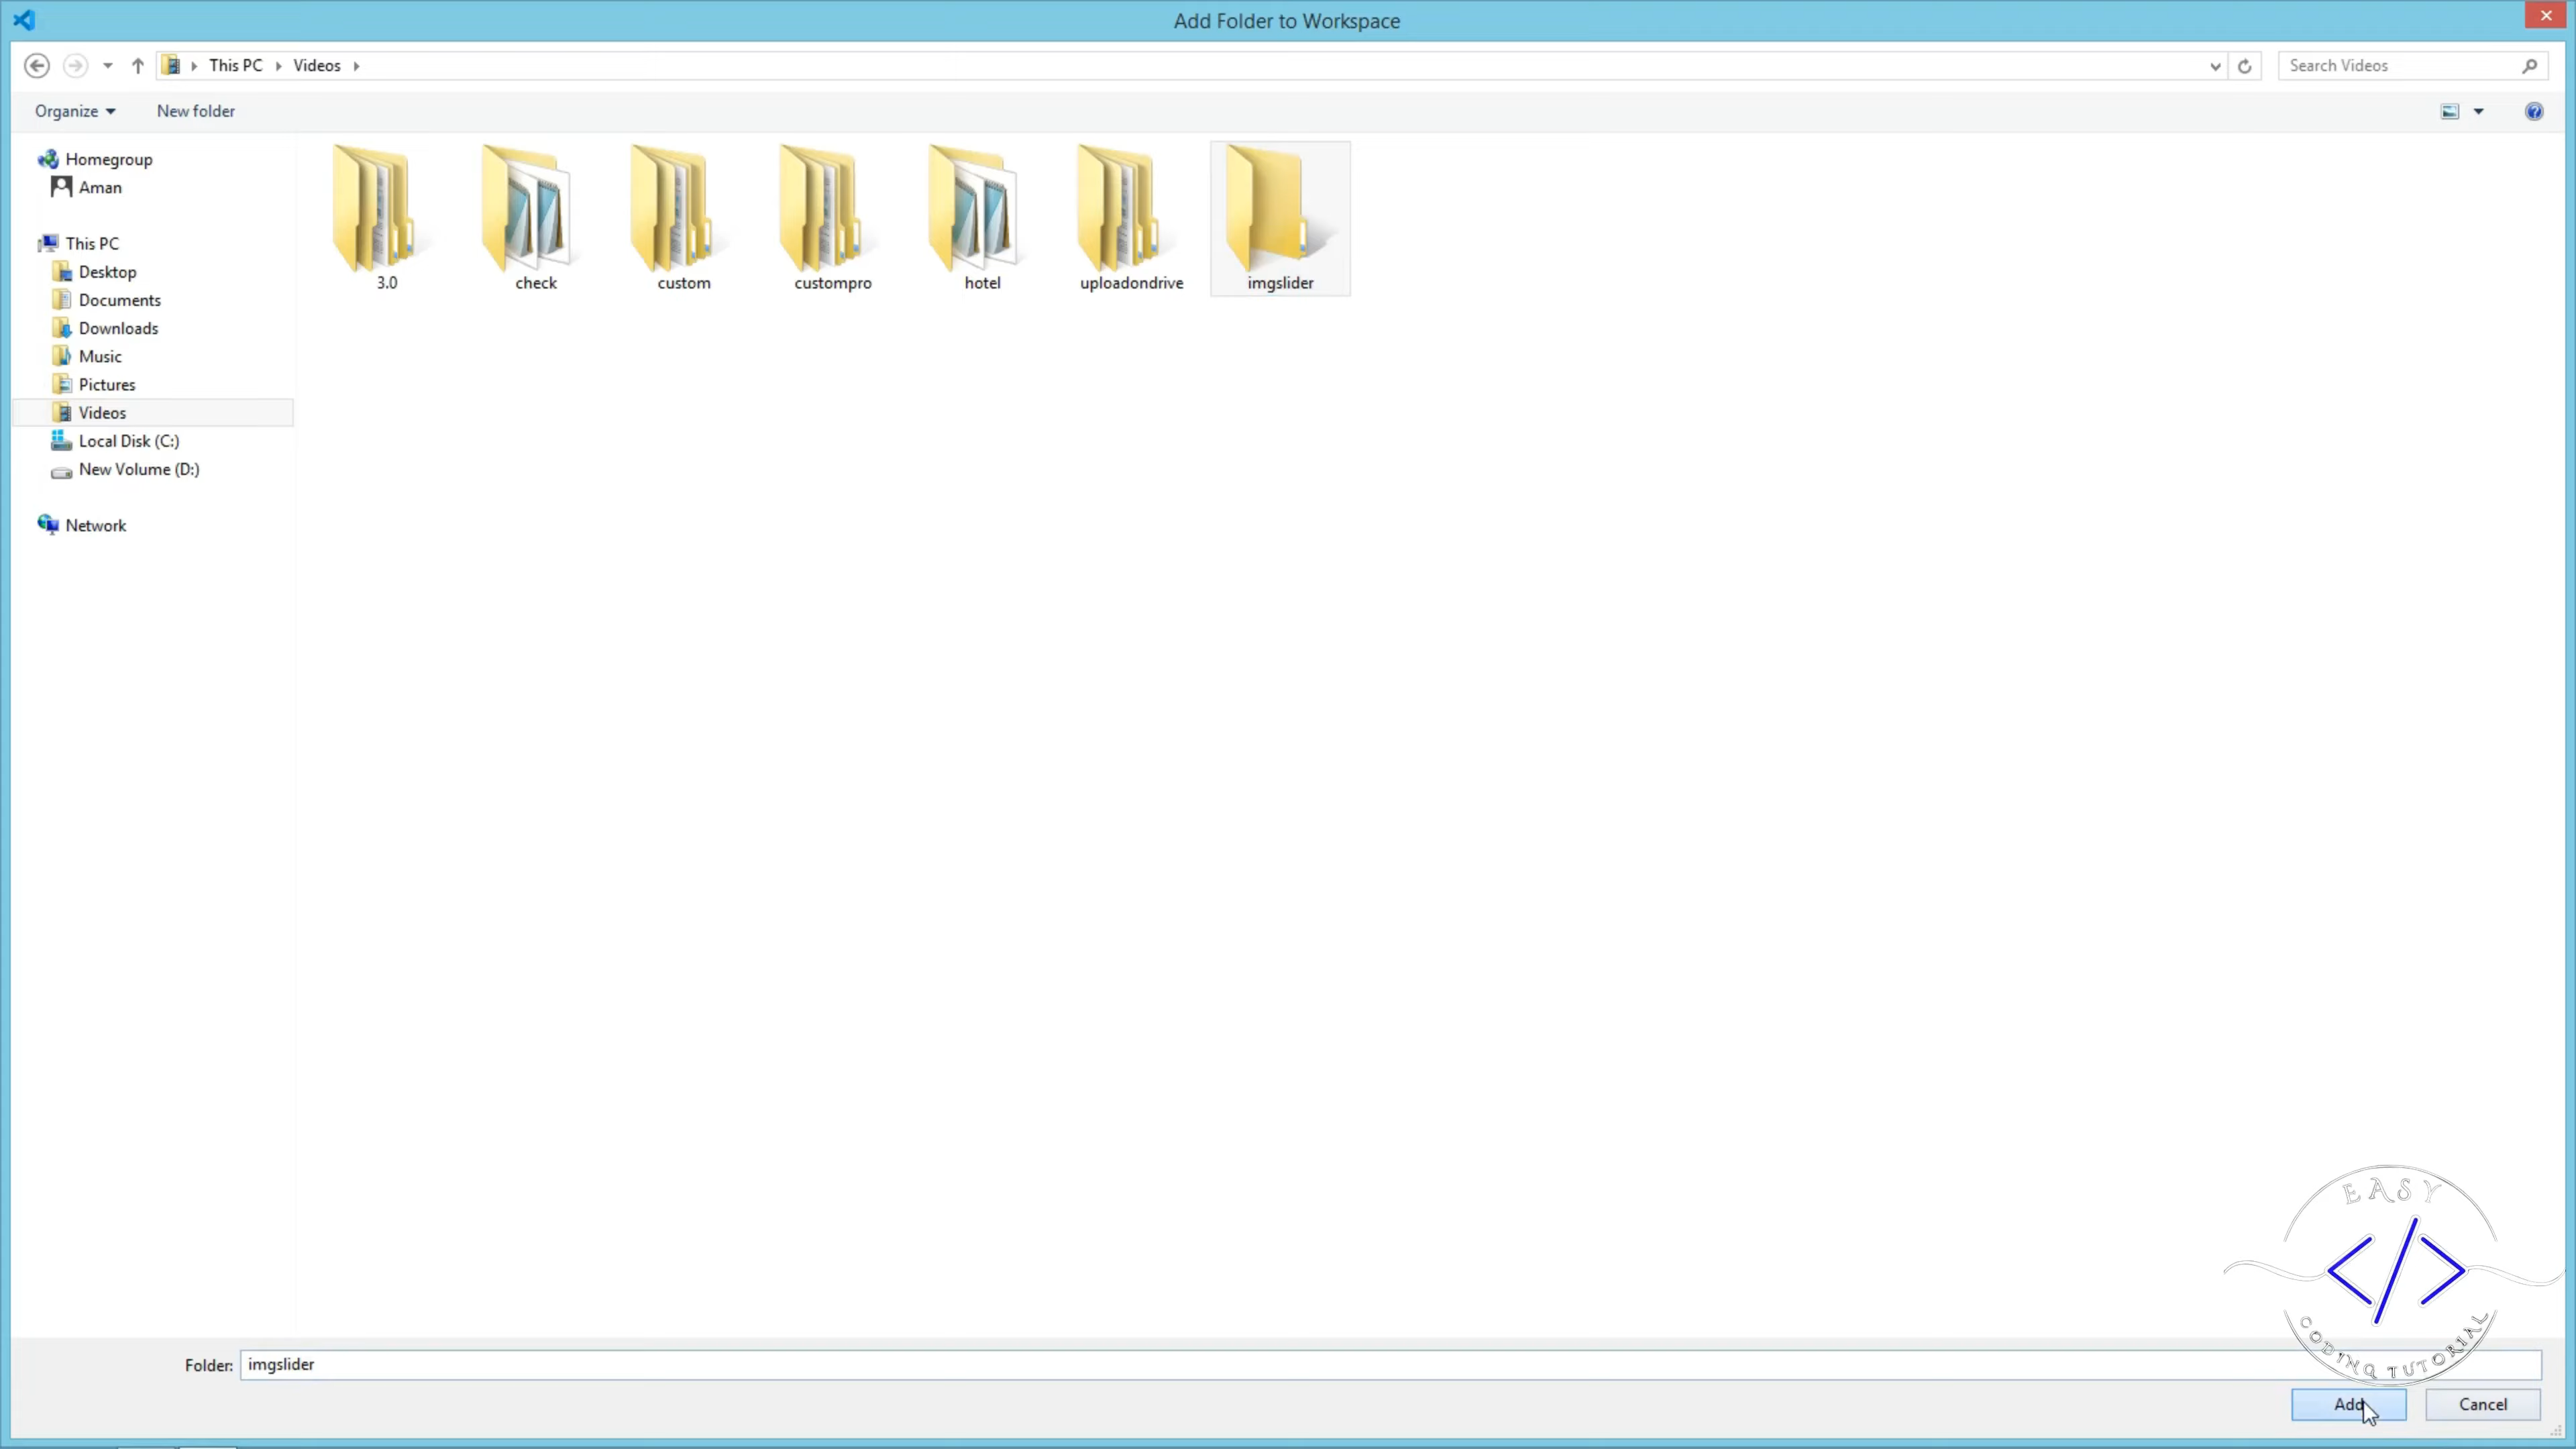 Add Folder to Workspace
This PC Videos
Search Videos
Organize New folder
Homegroup
Aman
This PC
Desktop
Documents
Downloads
Music
Pictures
Videos
Local Disk (C:)
New Volume (D:)
Network
3.0 check custom custompro hotel uploadondrive imgslider
EASY
</>
CODING TUTORIAL
Folder: imgslider
Add Cancel